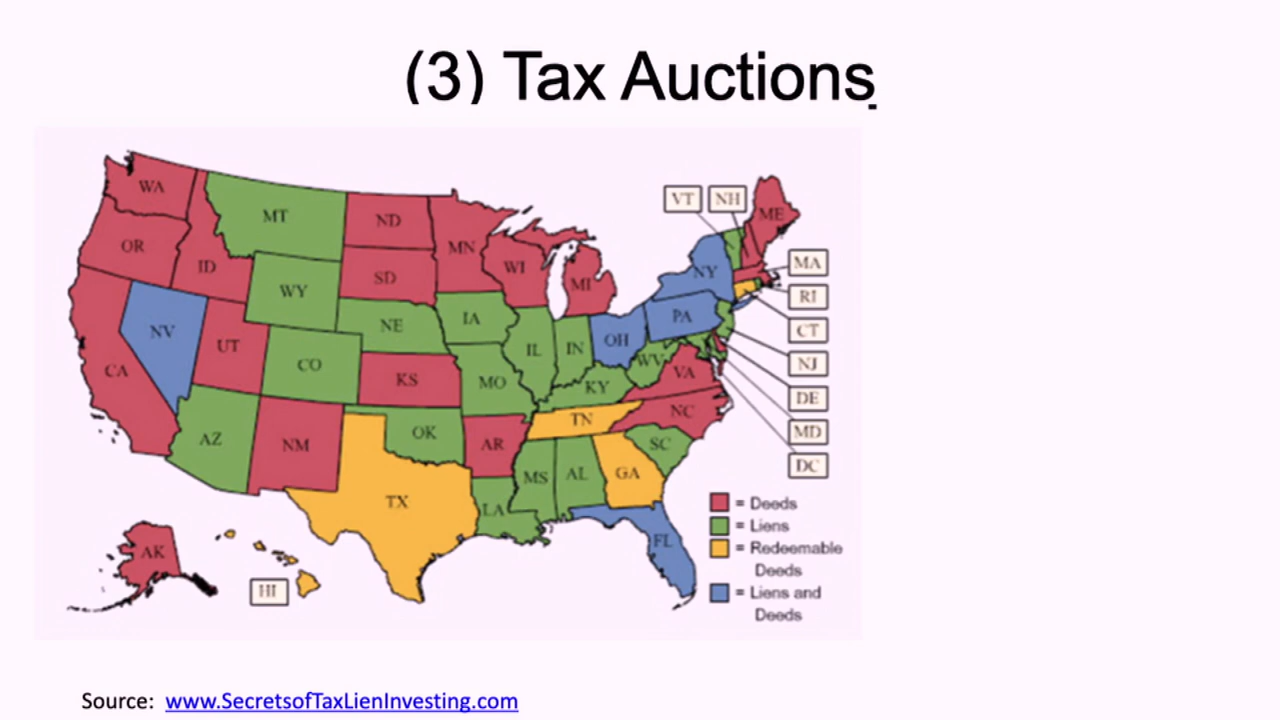 (3) Tax Auctions
WA
MT
ND
MN
VT
NH
ME
OR
ID
SD
WI
MI
NY
MA
WY
RI
NV
NE
IA
PA
UT
CO
IL
IN
OH
CT
CA
KS
MO
WV
VA
NJ
KY
DE
AZ
NM
OK
AR
TN
NC
MD
SC
DC
MS
AL
GA
TX
LA
= Deeds
= Liens
AK
FL
= Redeemable
Deeds
HI
= Liens and
Deeds
Source: www.SecretsofTaxLienInvesting.com